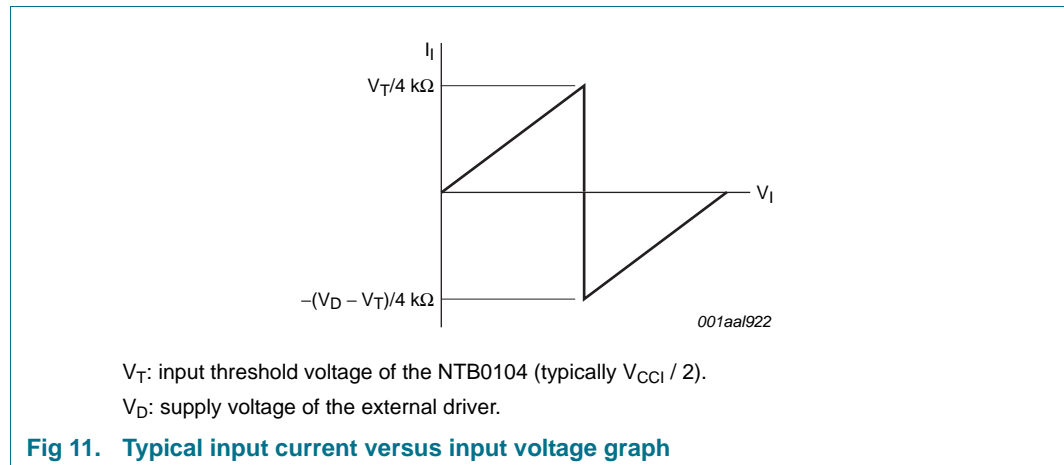 I_I
V_T/4 kΩ
V_I
−(V_D − V_T)/4 kΩ
001aal922
V_T: input threshold voltage of the NTB0104 (typically V_CCI / 2).
V_D: supply voltage of the external driver.
Fig 11. Typical input current versus input voltage graph